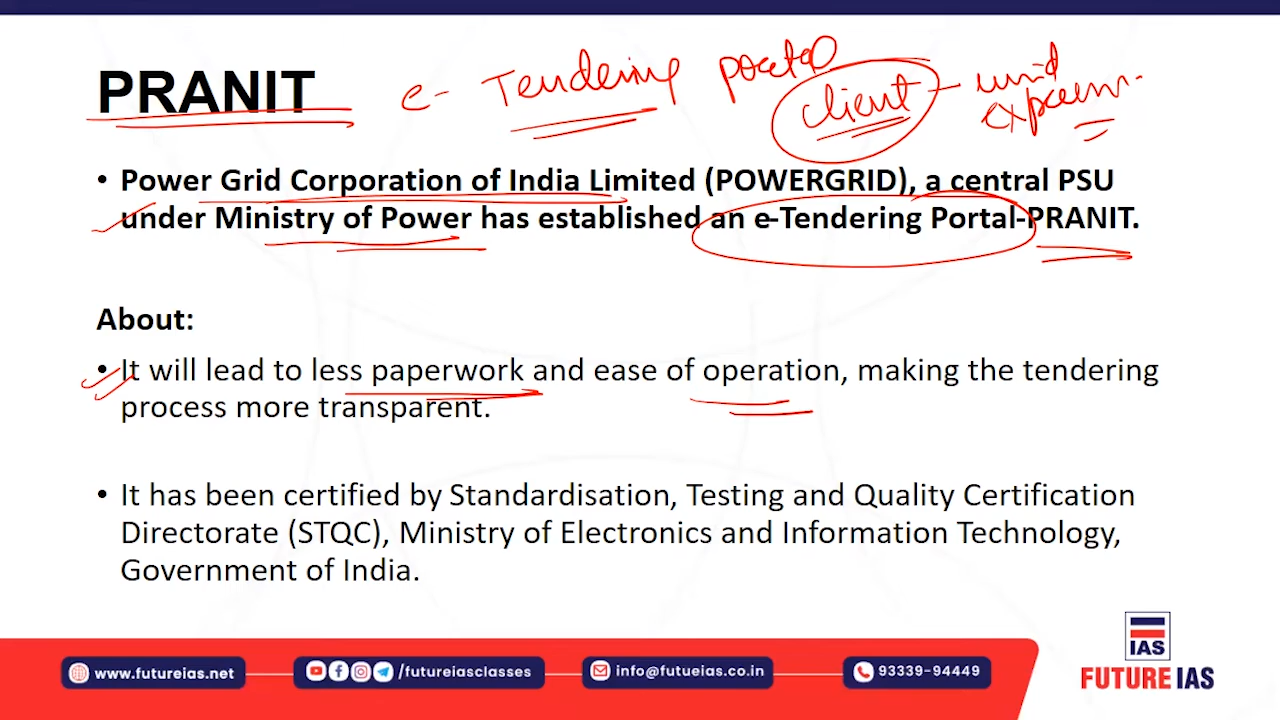 PRANIT
e- Tendering portal
client -
Power Grid Corporation of India Limited (POWERGRID), a central PSU
under Ministry of Power has established an e-Tendering Portal-PRANIT.
About:
• It will lead to less paperwork and ease of operation, making the tendering
process more transparent.
• It has been certified by Standardisation, Testing and Quality Certification
Directorate (STQC), Ministry of Electronics and Information Technology,
Government of India.
IAS
FUTURE IAS
www.futureias.net
/futureiasclasses
info@futueias.co.in
93339-94449